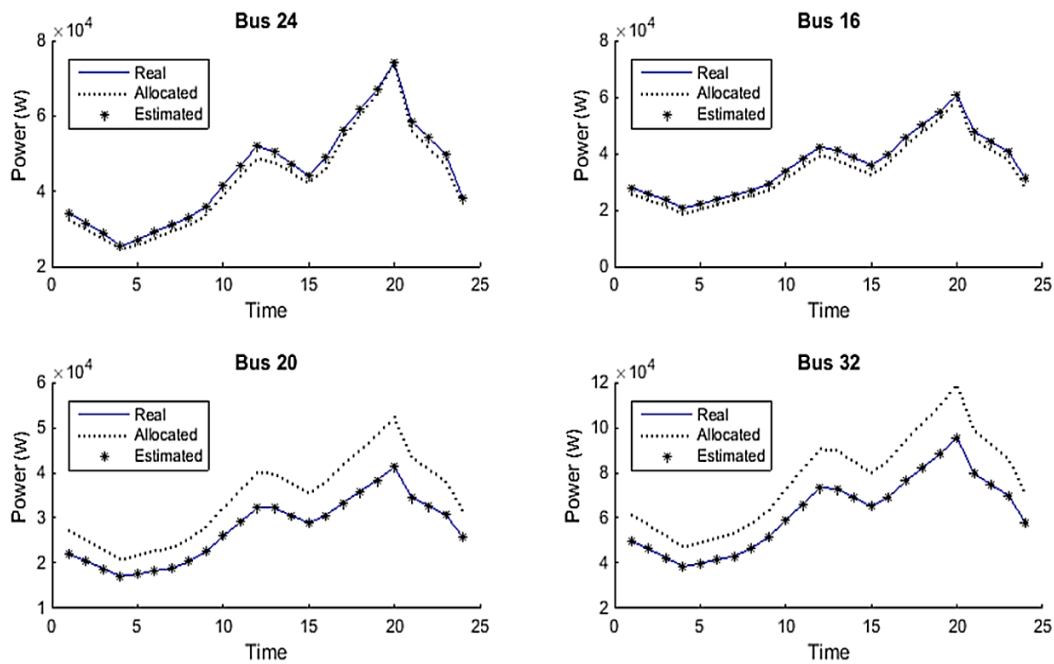 Bus 24
×10⁴
8
6
4
2
Power (W)
Real
Allocated
Estimated
0 5 10 15 20 25
Time
Bus 16
×10⁴
8
6
4
2
0
Power (W)
Real
Allocated
Estimated
0 5 10 15 20 25
Time
Bus 20
×10⁴
6
5
4
3
2
1
Power (W)
Real
Allocated
Estimated
0 5 10 15 20 25
Time
Bus 32
×10⁴
12
10
8
6
4
2
Power (W)
Real
Allocated
Estimated
0 5 10 15 20 25
Time